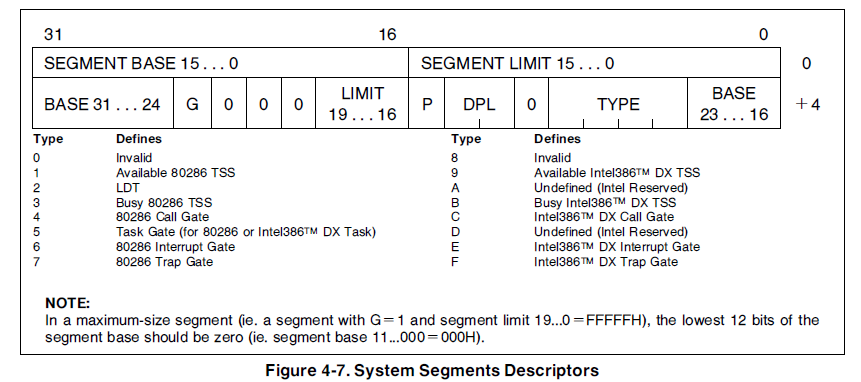 31 16 0
SEGMENT BASE 15...0 SEGMENT LIMIT 15...0 0
BASE 31...24 G 0 0 0 LIMIT 19...16 P DPL 0 TYPE BASE 23...16 +4
Type Defines Type Defines
0 Invalid 8 Invalid
1 Available 80286 TSS 9 Available Intel386™ DX TSS
2 LDT A Undefined (Intel Reserved)
3 Busy 80286 TSS B Busy Intel386™ DX TSS
4 80286 Call Gate C Intel386™ DX Call Gate
5 Task Gate (for 80286 or Intel386™ DX Task) D Undefined (Intel Reserved)
6 80286 Interrupt Gate E Intel386™ DX Interrupt Gate
7 80286 Trap Gate F Intel386™ DX Trap Gate
NOTE:
In a maximum-size segment (ie. a segment with G=1 and segment limit 19...0=FFFFFH), the lowest 12 bits of the
segment base should be zero (ie. segment base 11...000=000H).
Figure 4-7. System Segments Descriptors